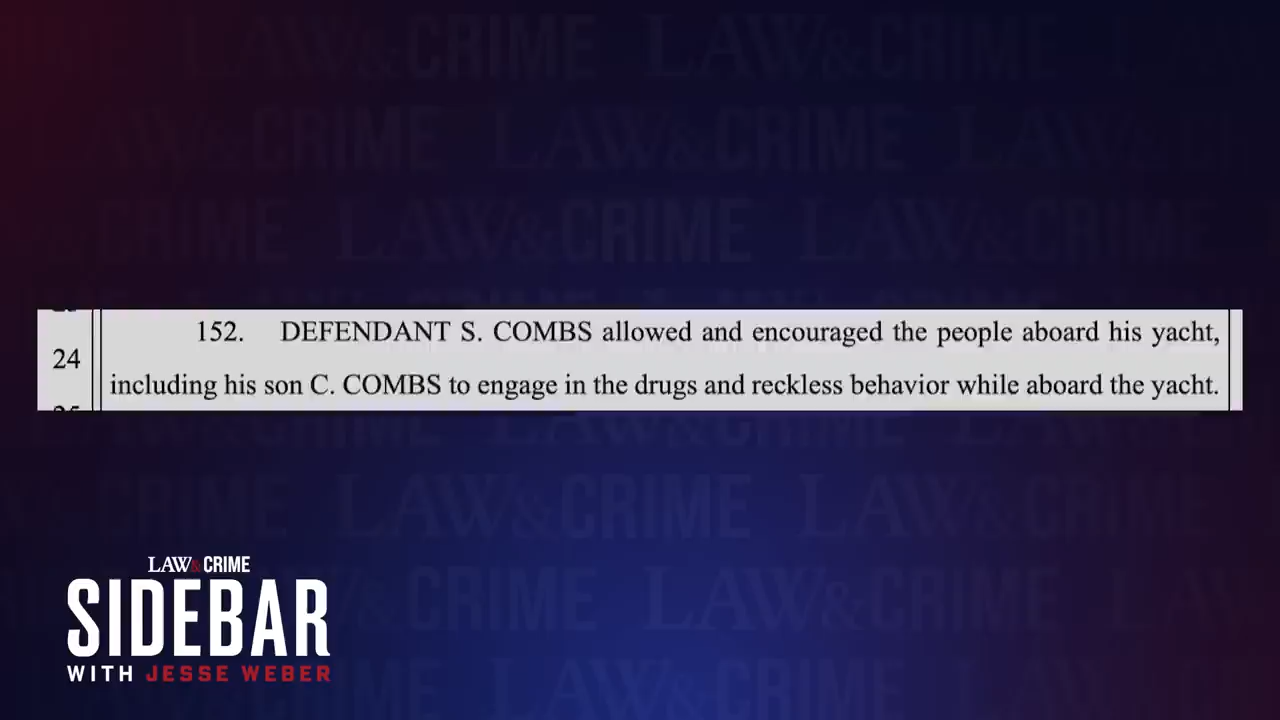 152. DEFENDANT S. COMBS allowed and encouraged the people aboard his yacht,
24
including his son C. COMBS to engage in the drugs and reckless behavior while aboard the yacht.
LAW&CRIME
SIDEBAR
WITH JESSE WEBER